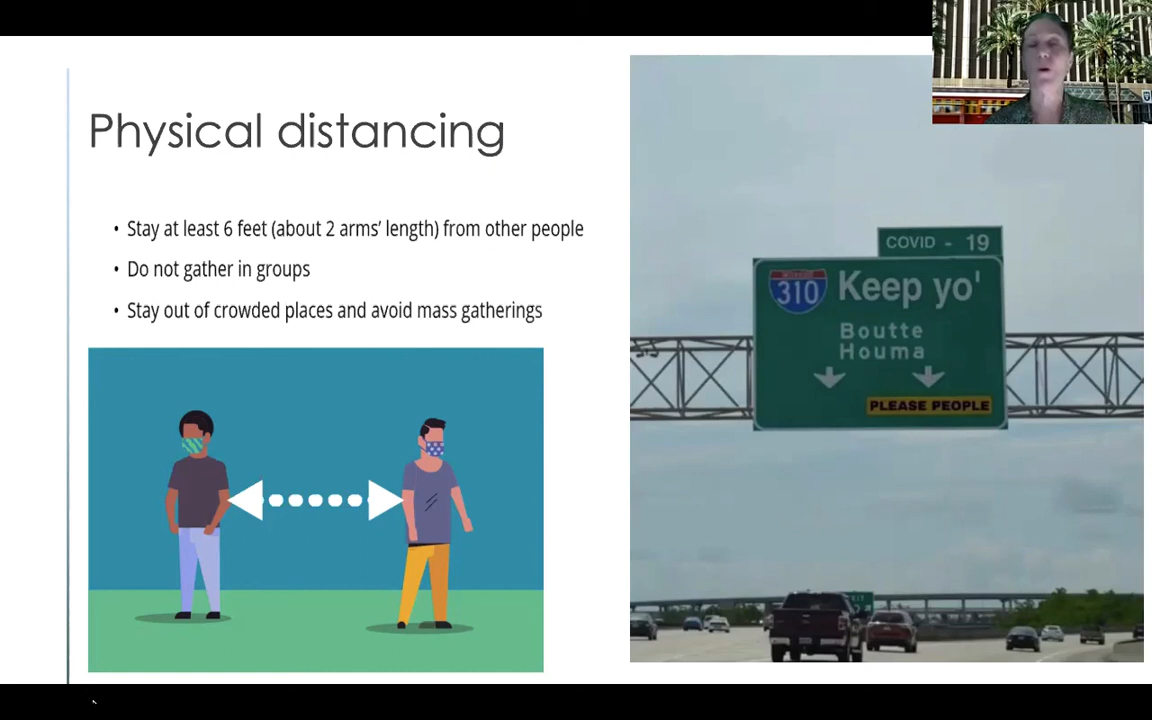 Physical distancing
• Stay at least 6 feet (about 2 arms' length) from other people
• Do not gather in groups
• Stay out of crowded places and avoid mass gatherings
COVID - 19
310
Keep yo'
Boutte
Houma
PLEASE PEOPLE